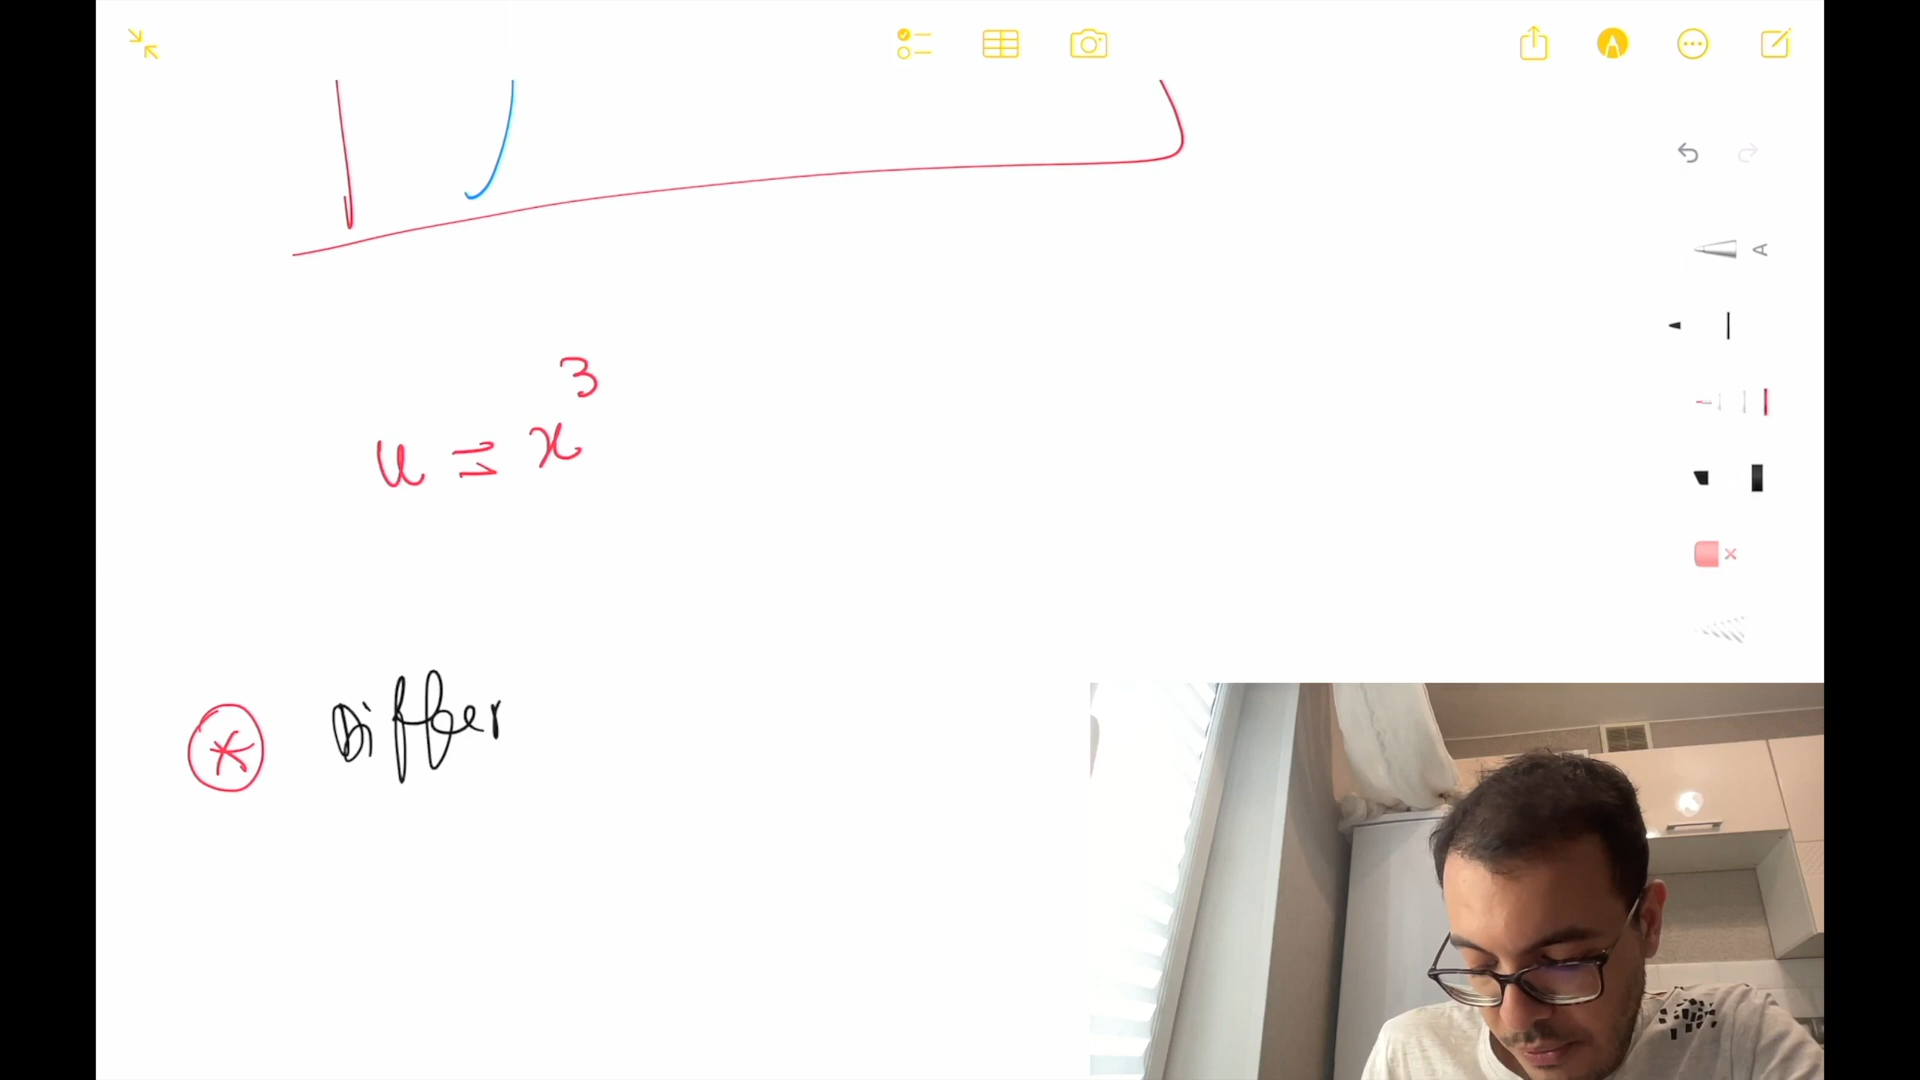 u = x³
* Differ